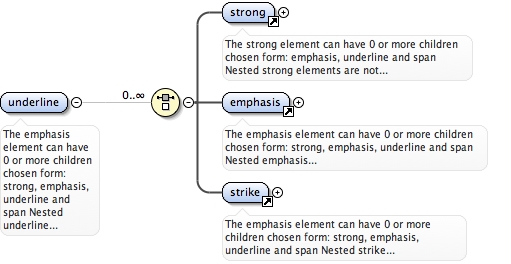 strong
The strong element can have 0 or more children
chosen form: emphasis, underline and span
Nested strong elements are not...
underline
0..∞
The emphasis
element can have
0 or more children
chosen form:
strong, emphasis,
underline and
span Nested
underline...
emphasis
The emphasis element can have 0 or more children
chosen form: strong, emphasis, underline and span
Nested emphasis...
strike
The emphasis element can have 0 or more
children chosen form: strong, emphasis,
underline and span Nested strike...